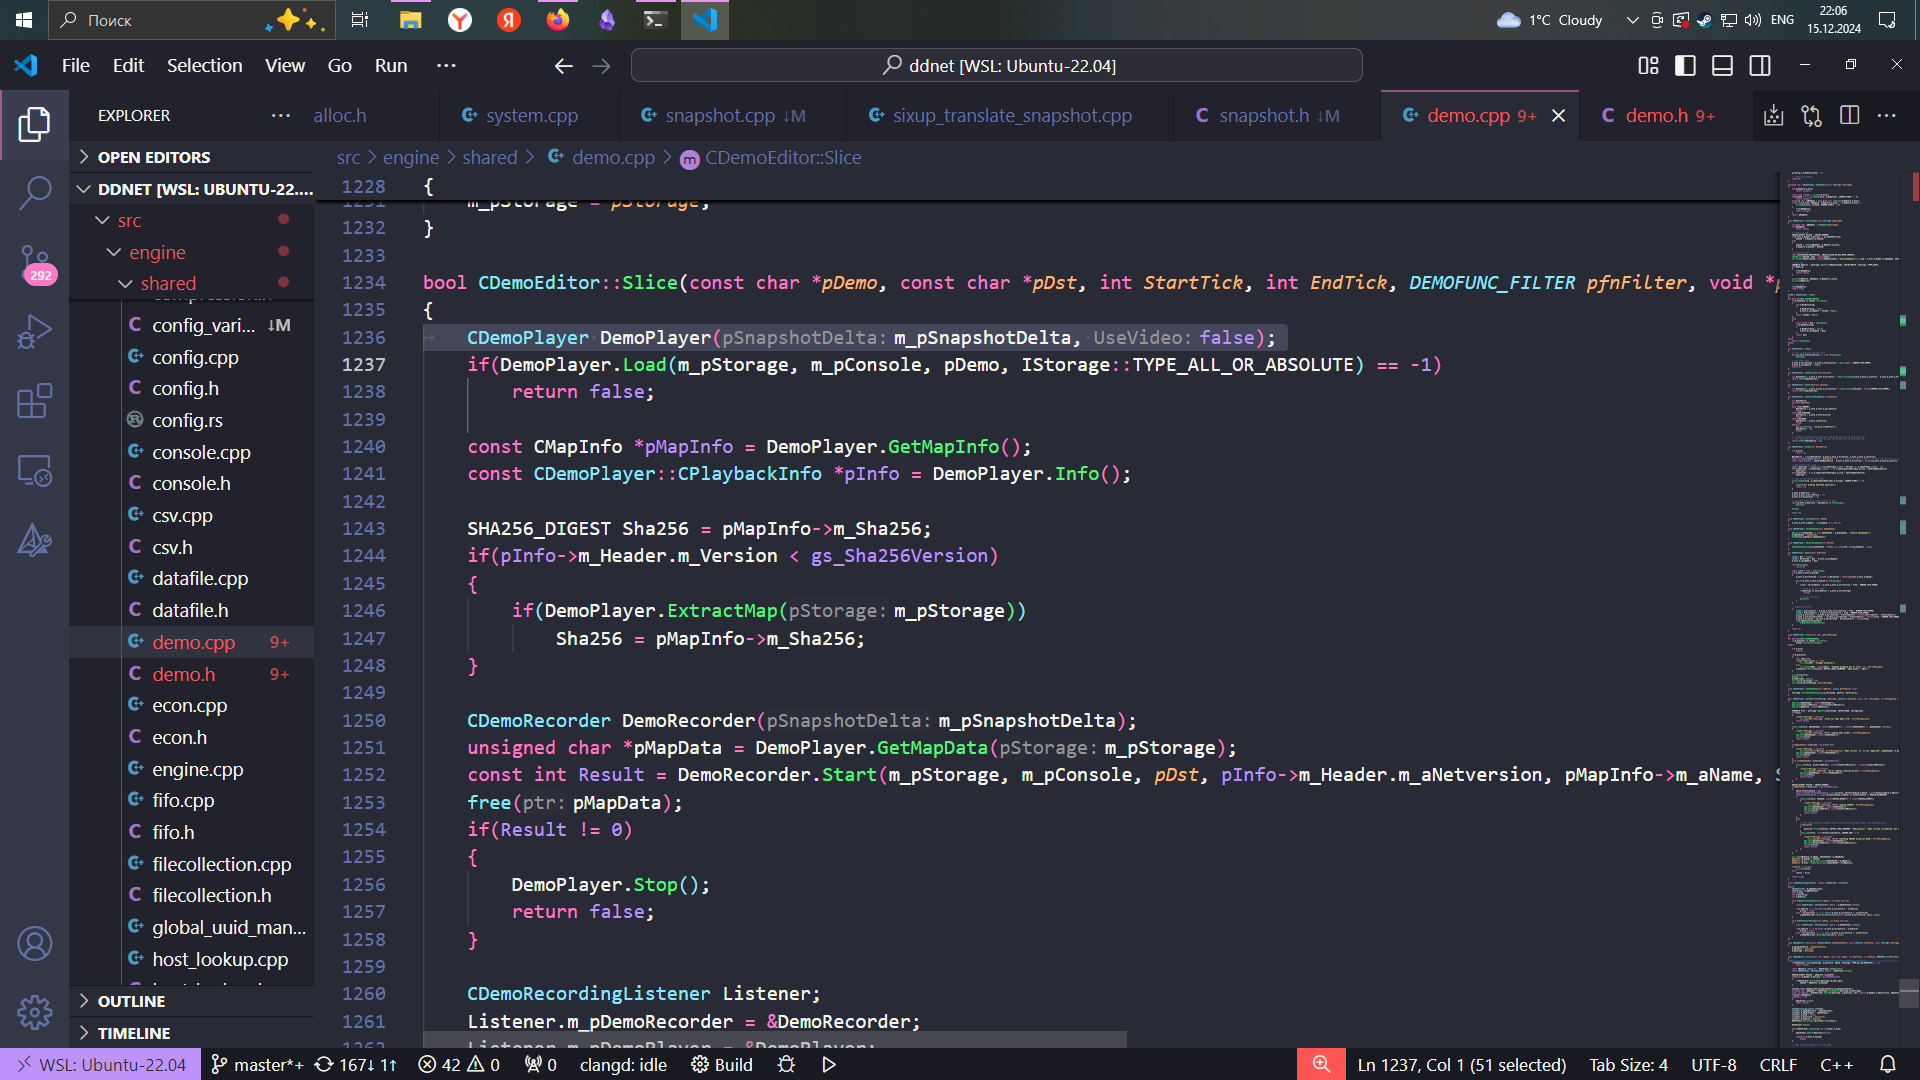 Поиск
1°C Cloudy
ENG
22:06
15.12.2024
File Edit Selection View Go Run ···
ddnet [WSL: Ubuntu-22.04]
EXPLORER ···
alloc.h
system.cpp
snapshot.cpp ↓M
sixup_translate_snapshot.cpp
snapshot.h ↓M
demo.cpp 9+
demo.h 9+
src > engine > shared > demo.cpp > CDemoEditor::Slice
OPEN EDITORS
DDNET [WSL: UBUNTU-22....
src
engine
shared
config_vari... ↓M
config.cpp
config.h
config.rs
console.cpp
console.h
csv.cpp
csv.h
datafile.cpp
datafile.h
demo.cpp 9+
demo.h 9+
econ.cpp
econ.h
engine.cpp
fifo.cpp
fifo.h
filecollection.cpp
filecollection.h
global_uuid_man...
host_lookup.cpp
OUTLINE
TIMELINE
292
1228 {
1231 m_pStorage = pStorage;
1232 }
1233
1234 bool CDemoEditor::Slice(const char *pDemo, const char *pDst, int StartTick, int EndTick, DEMOFUNC_FILTER pfnFilter, void *p
1235 {
1236 CDemoPlayer DemoPlayer(pSnapshotDelta: m_pSnapshotDelta, UseVideo: false);
1237 if(DemoPlayer.Load(m_pStorage, m_pConsole, pDemo, IStorage::TYPE_ALL_OR_ABSOLUTE) == -1)
1238 return false;
1239
1240 const CMapInfo *pMapInfo = DemoPlayer.GetMapInfo();
1241 const CDemoPlayer::CPlaybackInfo *pInfo = DemoPlayer.Info();
1242
1243 SHA256_DIGEST Sha256 = pMapInfo->m_Sha256;
1244 if(pInfo->m_Header.m_Version < gs_Sha256Version)
1245 {
1246 if(DemoPlayer.ExtractMap(pStorage: m_pStorage))
1247 Sha256 = pMapInfo->m_Sha256;
1248 }
1249
1250 CDemoRecorder DemoRecorder(pSnapshotDelta: m_pSnapshotDelta);
1251 unsigned char *pMapData = DemoPlayer.GetMapData(pStorage: m_pStorage);
1252 const int Result = DemoRecorder.Start(m_pStorage, m_pConsole, pDst, pInfo->m_Header.m_aNetversion, pMapInfo->m_aName, S
1253 free(ptr: pMapData);
1254 if(Result != 0)
1255 {
1256 DemoPlayer.Stop();
1257 return false;
1258 }
1259
1260 CDemoRecordingListener Listener;
1261 Listener.m_pDemoRecorder = &DemoRecorder;
1262 Listener.m_pDemoPlayer = &DemoPlayer;
WSL: Ubuntu-22.04 master*+ 167↓ 1↑ 42 0 0 clangd: idle Build
Ln 1237, Col 1 (51 selected) Tab Size: 4 UTF-8 CRLF C++